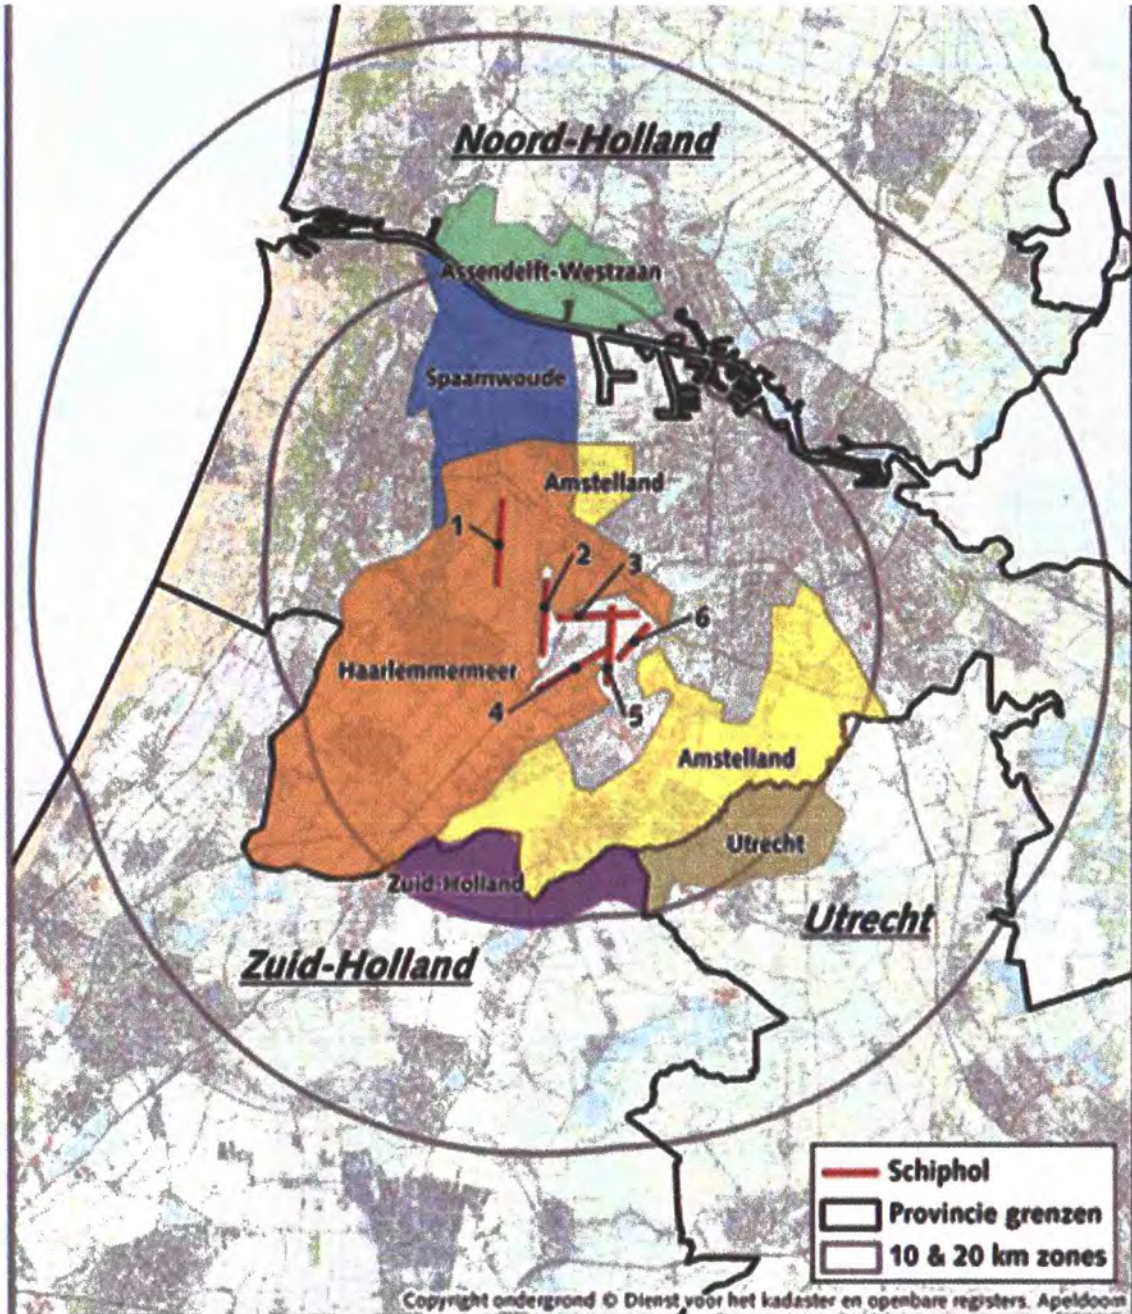 Noord-Holland
Assendelft-Westzaan
Spaarnwoude
Amstelland
1
2
3
6
Haarlemmermeer
4
5
Amstelland
Utrecht
Zuid-Holland
Utrecht
Zuid-Holland
Schiphol
Provincie grenzen
10 & 20 km zones
Copyright ondergrond © Dienst voor het kadaster en openbare registers, Apeldoorn